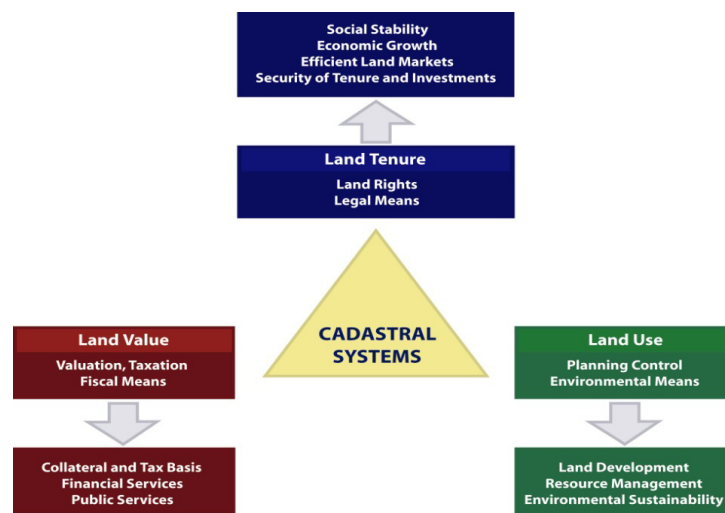 Social Stability
Economic Growth
Efficient Land Markets
Security of Tenure and Investments
Land Tenure
Land Rights
Legal Means
CADASTRAL
SYSTEMS
Land Value
Valuation, Taxation
Fiscal Means
Collateral and Tax Basis
Financial Services
Public Services
Land Use
Planning Control
Environmental Means
Land Development
Resource Management
Environmental Sustainability